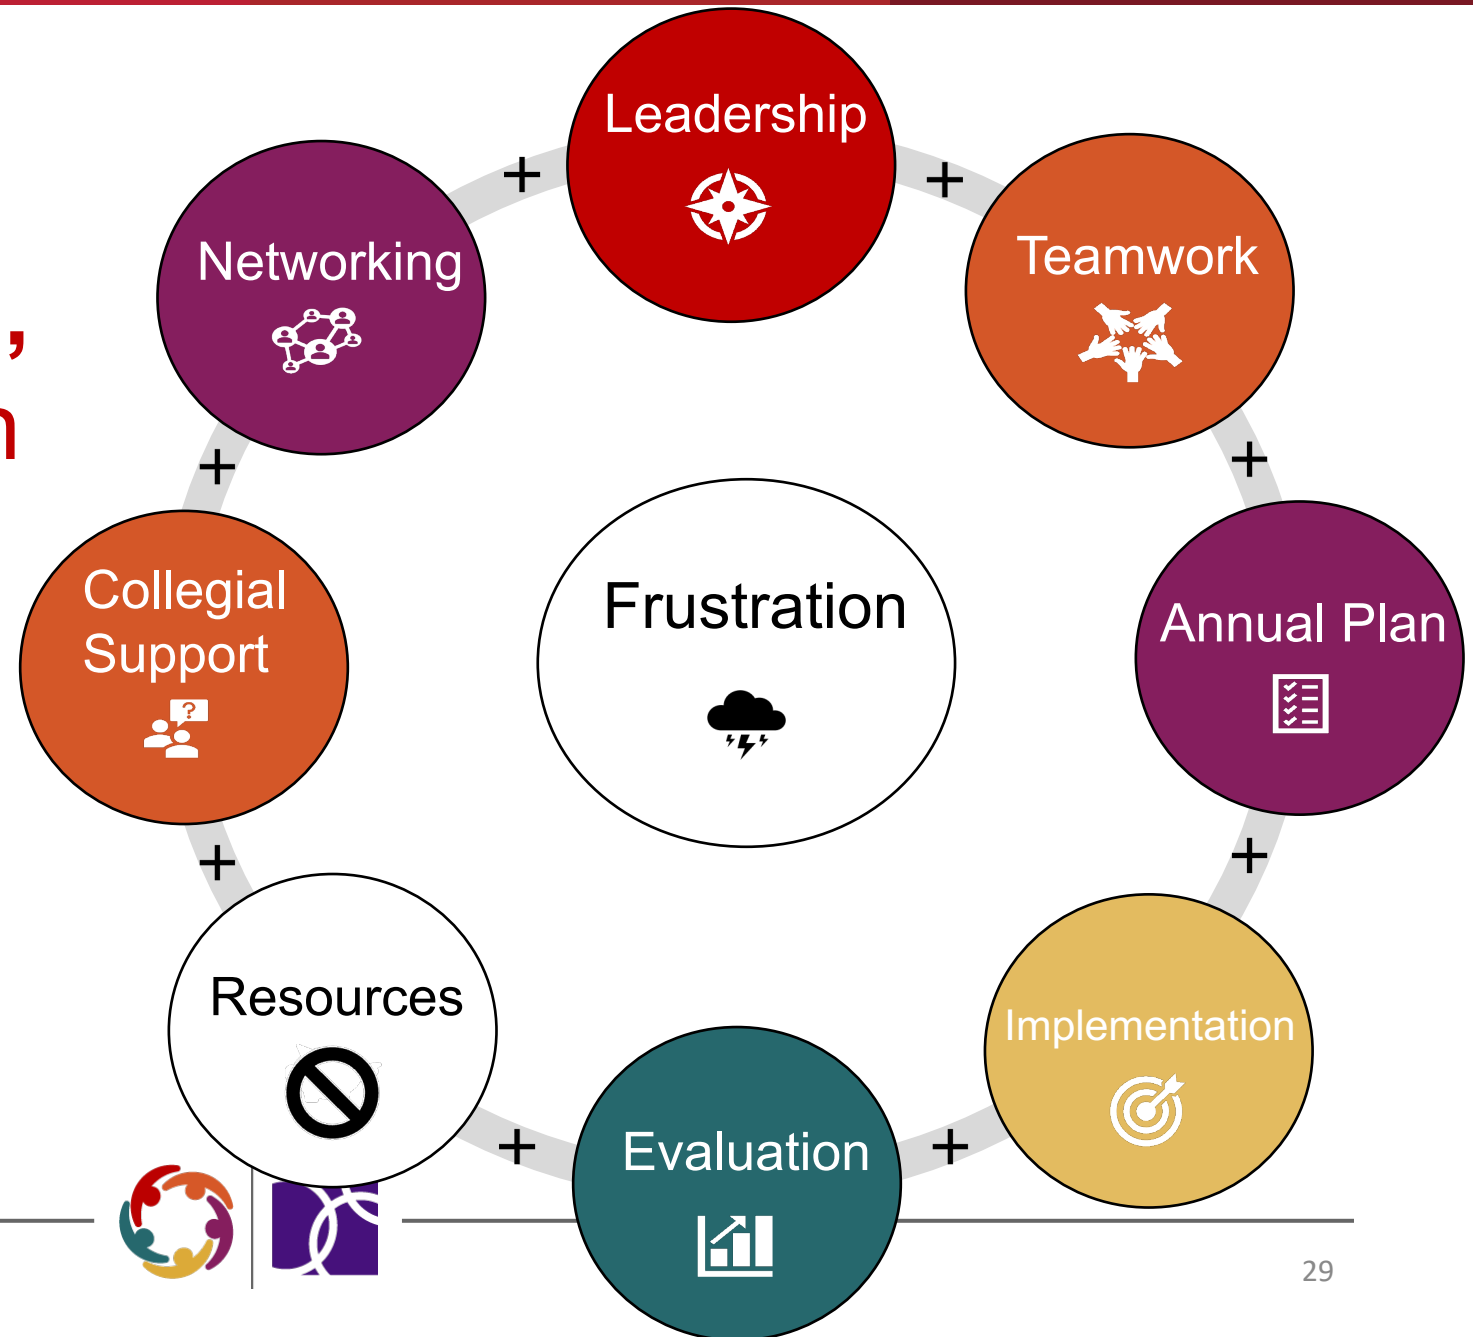 Leadership
+
+
Networking
Teamwork
,
n
+
+
Collegial
Support
?
Frustration
Annual Plan
+
+
Resources
Implementation
+
+
Evaluation
29